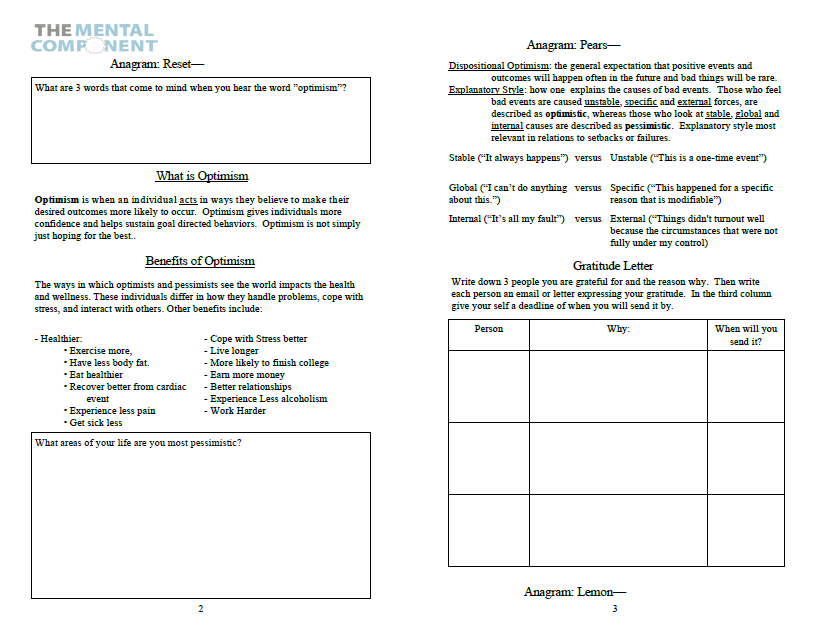 THE MENTAL
COMPONENT
Anagram: Reset—
What are 3 words that come to mind when you hear the word "optimism"?
What is Optimism
Optimism is when an individual acts in ways they believe to make their
desired outcomes more likely to occur. Optimism gives individuals more
confidence and helps sustain goal directed behaviors. Optimism is not simply
just hoping for the best..
Benefits of Optimism
The ways in which optimists and pessimists see the world impacts the health
and wellness. These individuals differ in how they handle problems, cope with
stress, and interact with others. Other benefits include:
- Healthier:
• Exercise more,
• Have less body fat.
• Eat healthier
• Recover better from cardiac
event
• Experience less pain
• Get sick less
- Cope with Stress better
- Live longer
- More likely to finish college
- Earn more money
- Better relationships
- Experience Less alcoholism
- Work Harder
What areas of your life are you most pessimistic?
2
Anagram: Pears—
Dispositional Optimism: the general expectation that positive events and
outcomes will happen often in the future and bad things will be rare.
Explanatory Style: how one explains the causes of bad events. Those who feel
bad events are caused unstable, specific and external forces, are
described as optimistic, whereas those who look at stable, global and
internal causes are described as pessimistic. Explanatory style most
relevant in relations to setbacks or failures.
Stable ("It always happens") versus Unstable ("This is a one-time event")
Global ("I can't do anything versus Specific ("This happened for a specific
about this.") reason that is modifiable")
Internal ("It's all my fault") versus External ("Things didn't turnout well
because the circumstances that were not
fully under my control)
Gratitude Letter
Write down 3 people you are grateful for and the reason why. Then write
each person an email or letter expressing your gratitude. In the third column
give your self a deadline of when you will send it by.
Person Why: When will you
send it?
Anagram: Lemon—
3